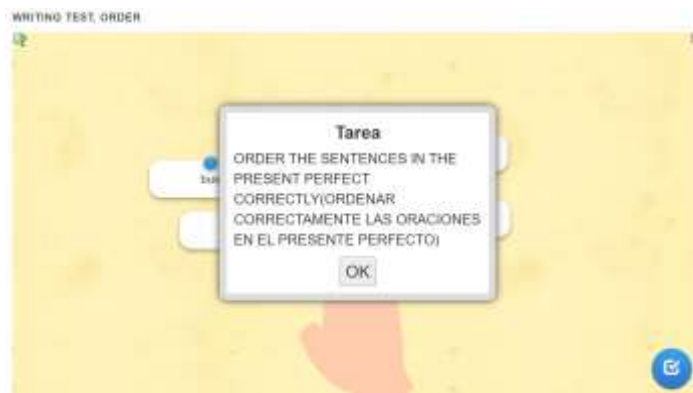 WRITING TEST, ORDER
Tarea
ORDER THE SENTENCES IN THE
PRESENT PERFECT
CORRECTLY(ORDENAR
CORRECTAMENTE LAS ORACIONES
EN EL PRESENTE PERFECTO)
OK